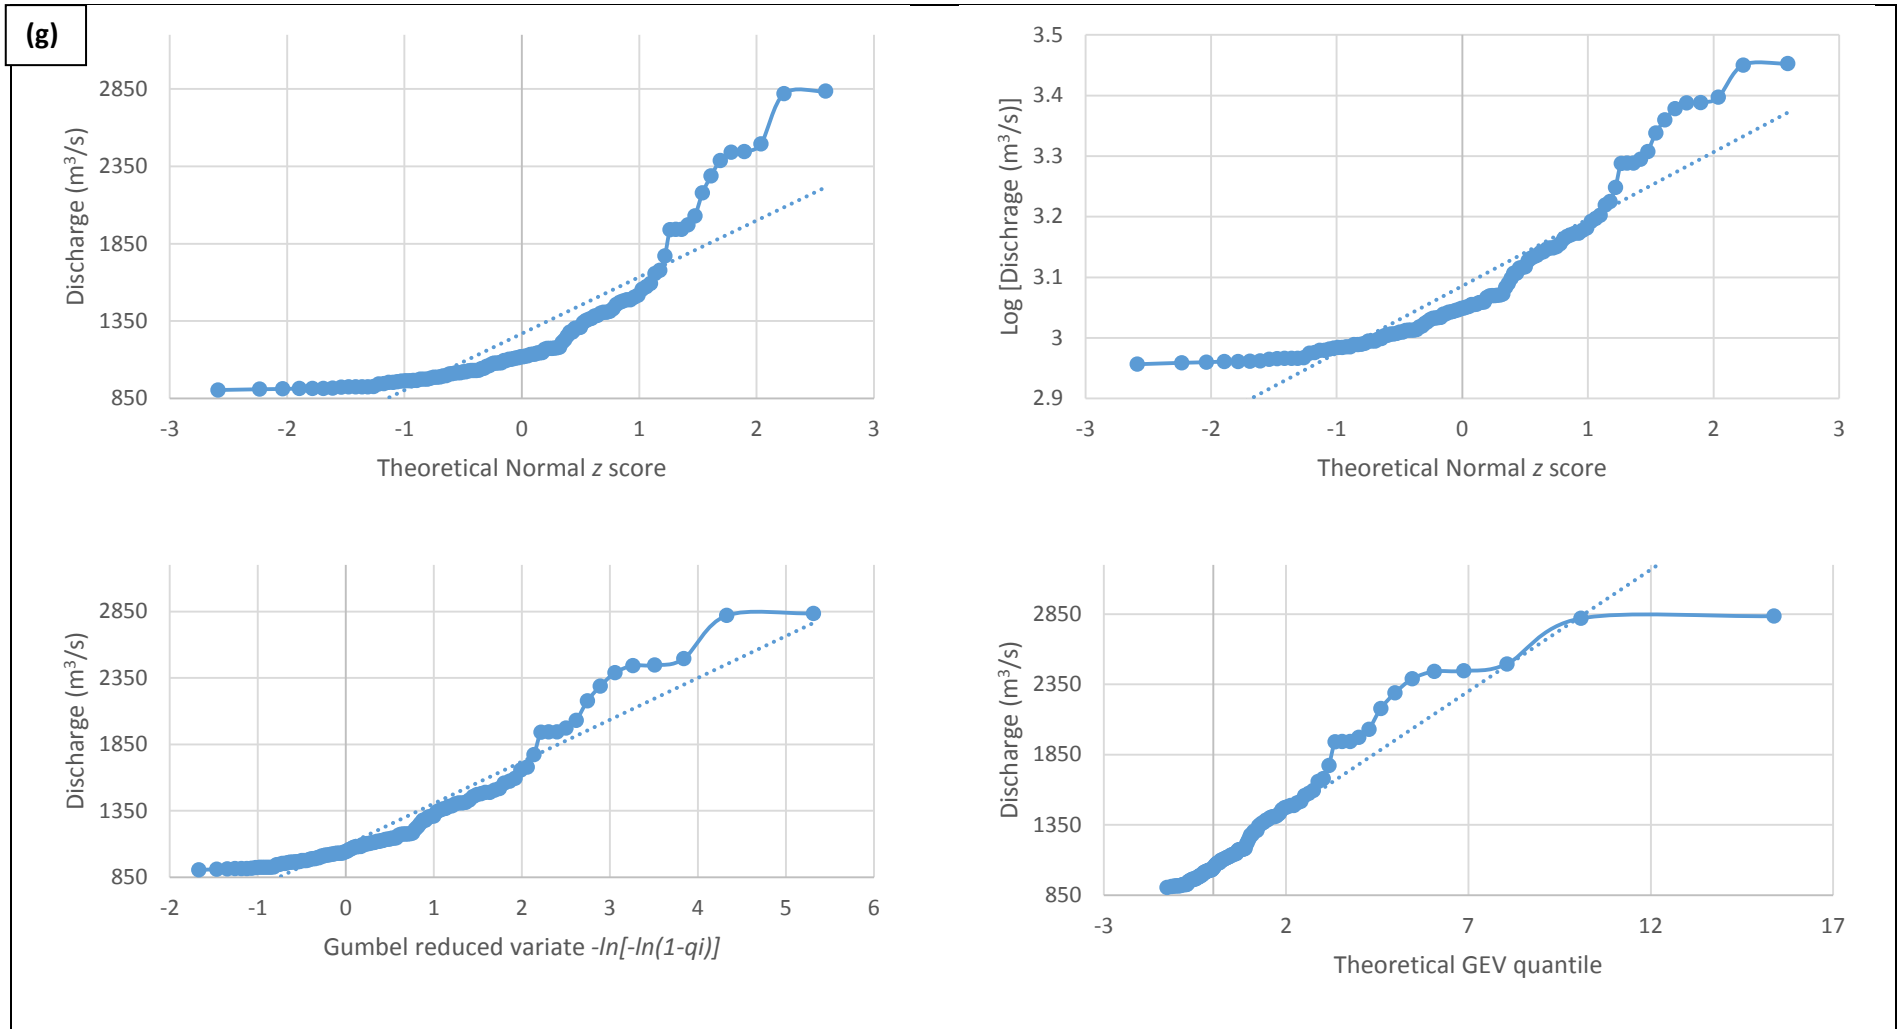 (g)
2850
2350
1850
1350
850
-3 -2 -1 0 1 2 3
Discharge (m³/s)
Theoretical Normal z score
3.5
3.4
3.3
3.2
3.1
3
2.9
-3 -2 -1 0 1 2 3
Log [Dischrage (m³/s)]
Theoretical Normal z score
2850
2350
1850
1350
850
-2 -1 0 1 2 3 4 5 6
Discharge (m³/s)
Gumbel reduced variate -ln[-ln(1-qi)]
2850
2350
1850
1350
850
-3 2 7 12 17
Discharge (m³/s)
Theoretical GEV quantile